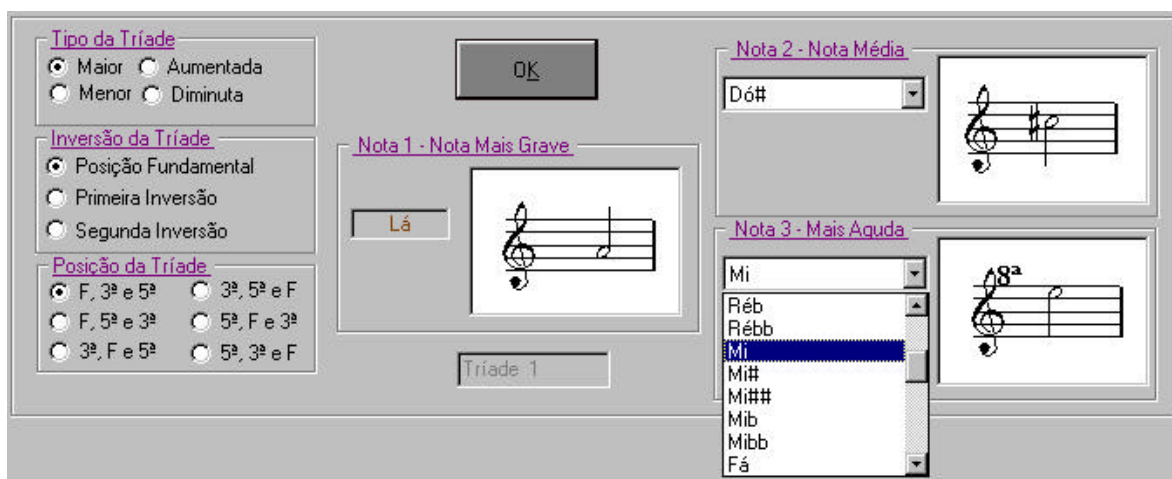 Tipo da Tríade
Maior Aumentada
Menor Diminuta
Inversão da Tríade
Posição Fundamental
Primeira Inversão
Segunda Inversão
Posição da Tríade
F, 3ª e 5ª 3ª, 5ª e F
F, 5ª e 3ª 5ª, F e 3ª
3ª, F e 5ª 5ª, 3ª e F
OK
Nota 1 - Nota Mais Grave
Lá
Tríade 1
Nota 2 - Nota Média
Dó#
Nota 3 - Mais Aguda
Mi
8ª
Réb
Rébb
Mi
Mi#
Mi##
Mib
Mibb
Fá